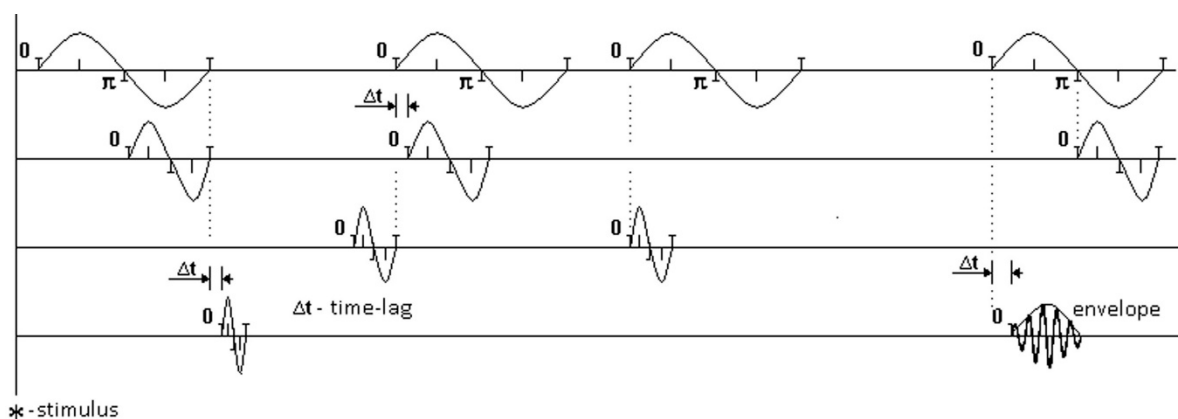 0 0 0 0
π π π π
Δt
0 0 0
0 0
Δt Δt
Δt - time-lag envelope
0 0
* -stimulus